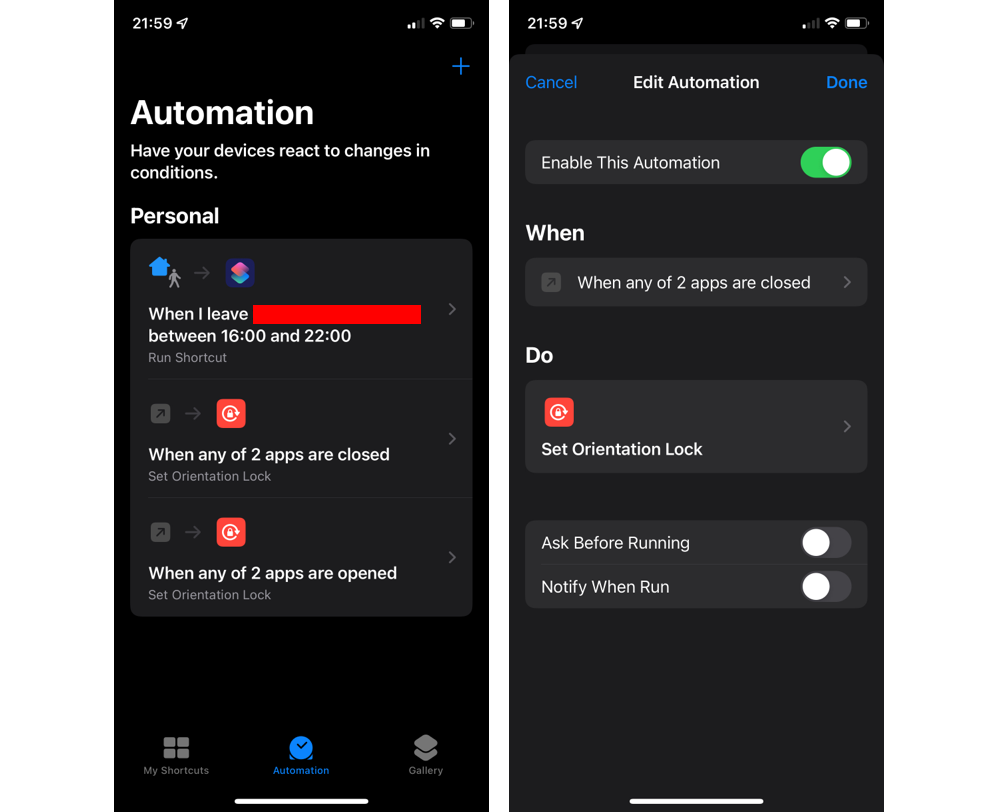 21:59
Automation
Have your devices react to changes in
conditions.
Personal
When I leave
between 16:00 and 22:00
Run Shortcut
When any of 2 apps are closed
Set Orientation Lock
When any of 2 apps are opened
Set Orientation Lock
My Shortcuts
Automation
Gallery
21:59
Cancel
Edit Automation
Done
Enable This Automation
When
When any of 2 apps are closed
Do
Set Orientation Lock
Ask Before Running
Notify When Run